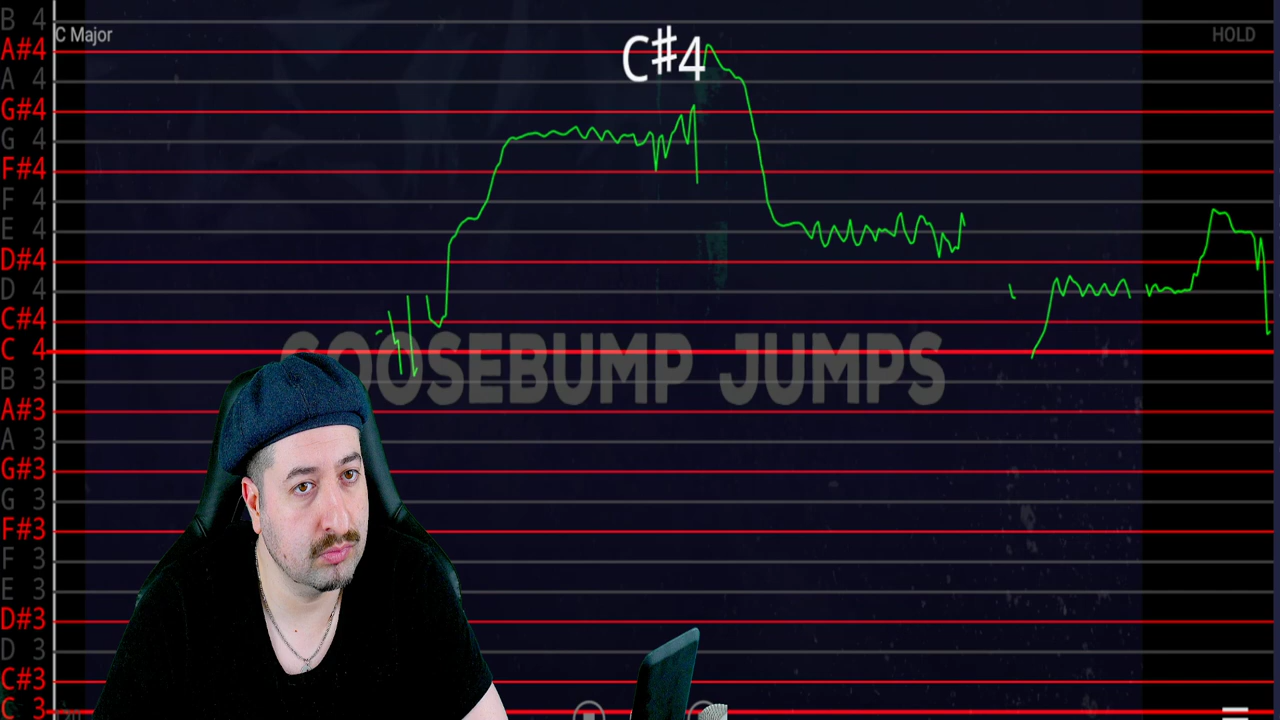 B 4
C Major
HOLD
A#4
C#4
A 4
G#4
G 4
F#4
F 4
E 4
D#4
D 4
C#4
C 4
GOOSEBUMP JUMPS
B 3
A#3
A 3
G#3
G 3
F#3
F 3
E 3
D#3
D 3
C#3
C 3